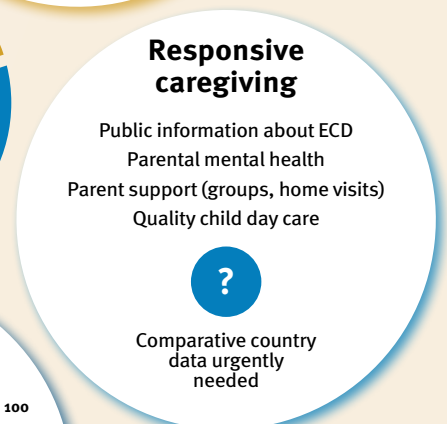 Responsive
caregiving
Public information about ECD
Parental mental health
Parent support (groups, home visits)
Quality child day care
?
Comparative country
data urgently
needed
100